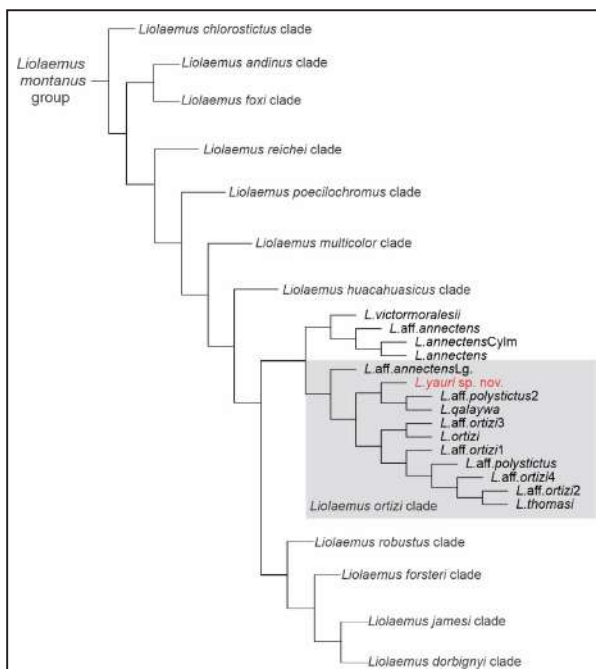 Liolaemus chlorostictus clade
Liolaemus
montanus
group
Liolaemus andinus clade
Liolaemus foxi clade
Liolaemus reichei clade
Liolaemus poecilochromus clade
Liolaemus multicolor clade
Liolaemus huacahuasicus clade
L.victormoralesii
L.aff.annectens
L.annectensCylm
L.annectens
L.aff.annectensLg.
L.yauri sp. nov.
L.aff.polystictus2
L.qalaywa
L.aff.ortizi3
L.ortizi
L.aff.ortizi1
L.aff.polystictus
L.aff.ortizi4
L.aff.ortizi2
L.thomasi
Liolaemus ortizi clade
Liolaemus robustus clade
Liolaemus forsteri clade
Liolaemus jamesi clade
Liolaemus dorbignyi clade